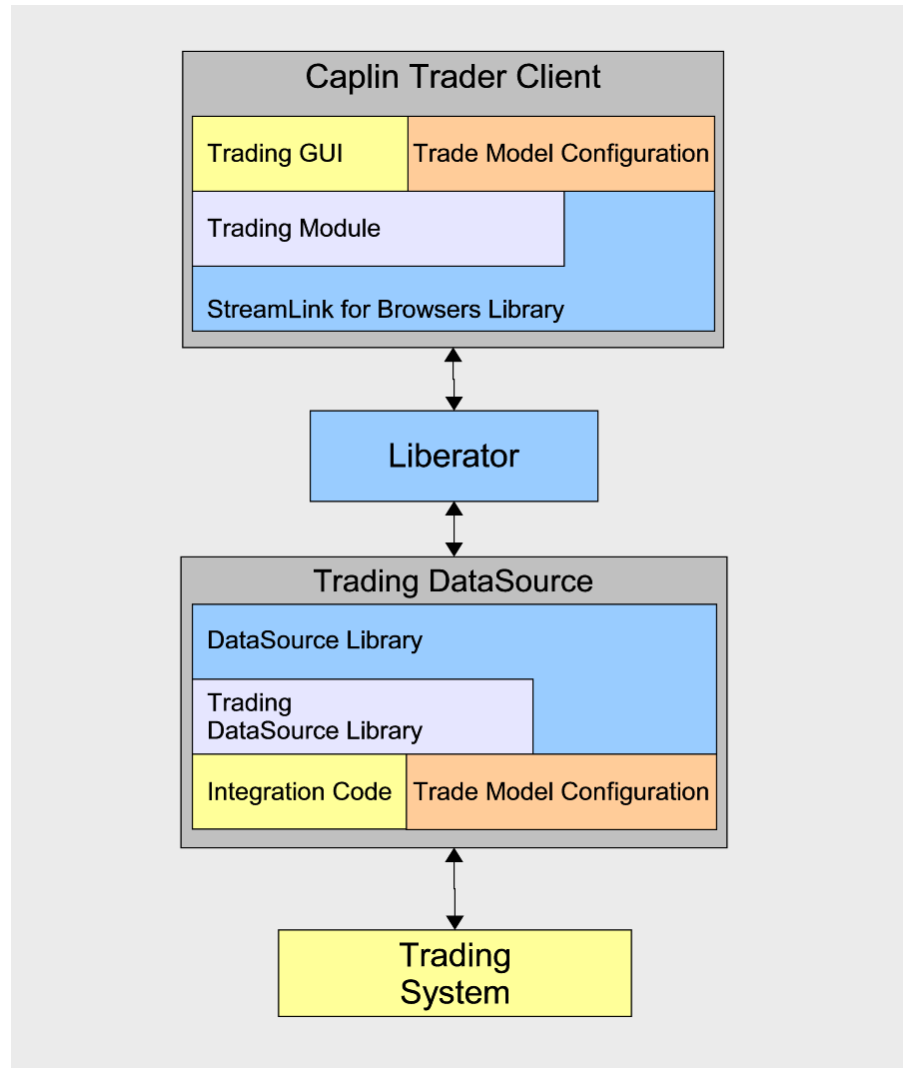 Caplin Trader Client
Trading GUI
Trade Model Configuration
Trading Module
StreamLink for Browsers Library
Liberator
Trading DataSource
DataSource Library
Trading
DataSource Library
Integration Code
Trade Model Configuration
Trading
System